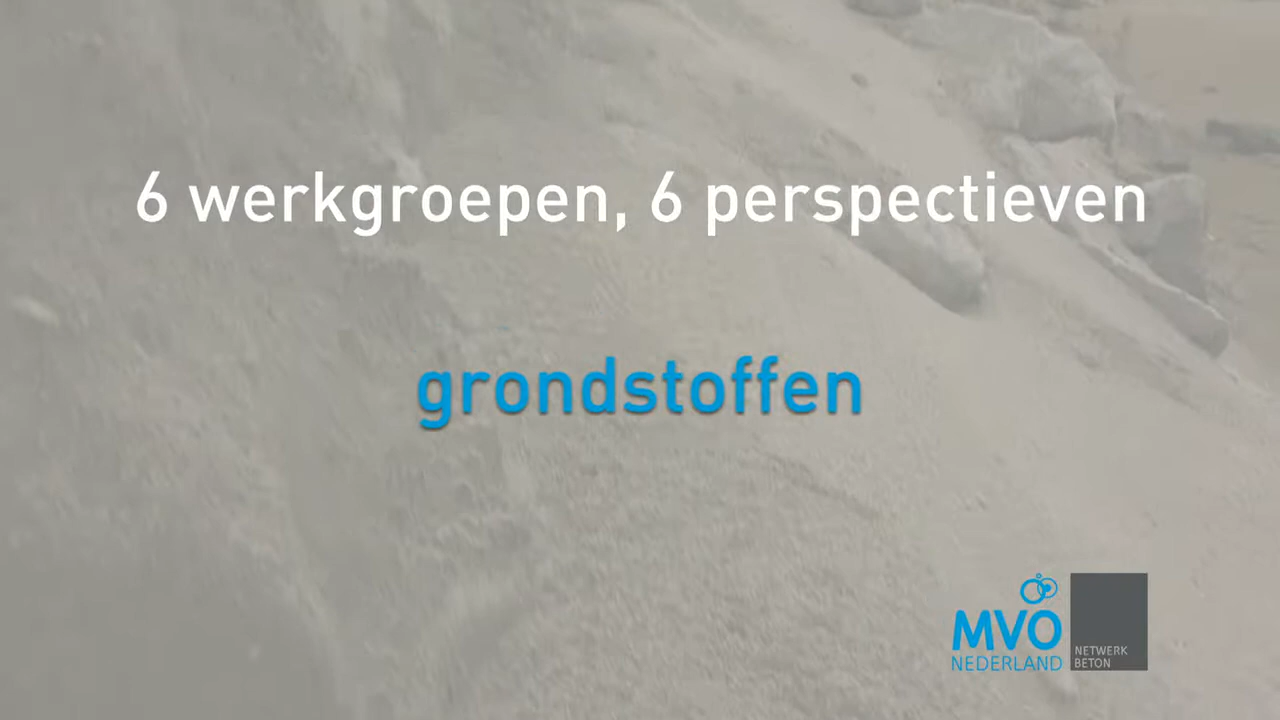 6 werkgroepen, 6 perspectieven
grondstoffen
MVO
NEDERLAND
NETWERK
BETON